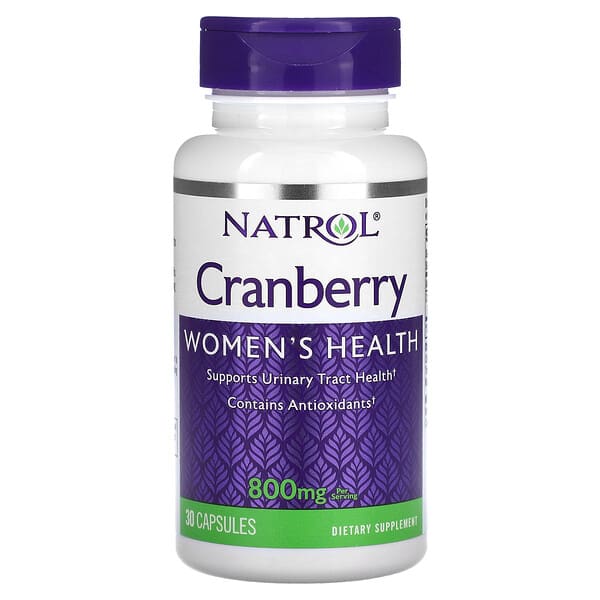 NATROL®
Cranberry
WOMEN'S HEALTH
Supports Urinary Tract Health†
Contains Antioxidants†
800mg Per Serving
30 CAPSULES
DIETARY SUPPLEMENT